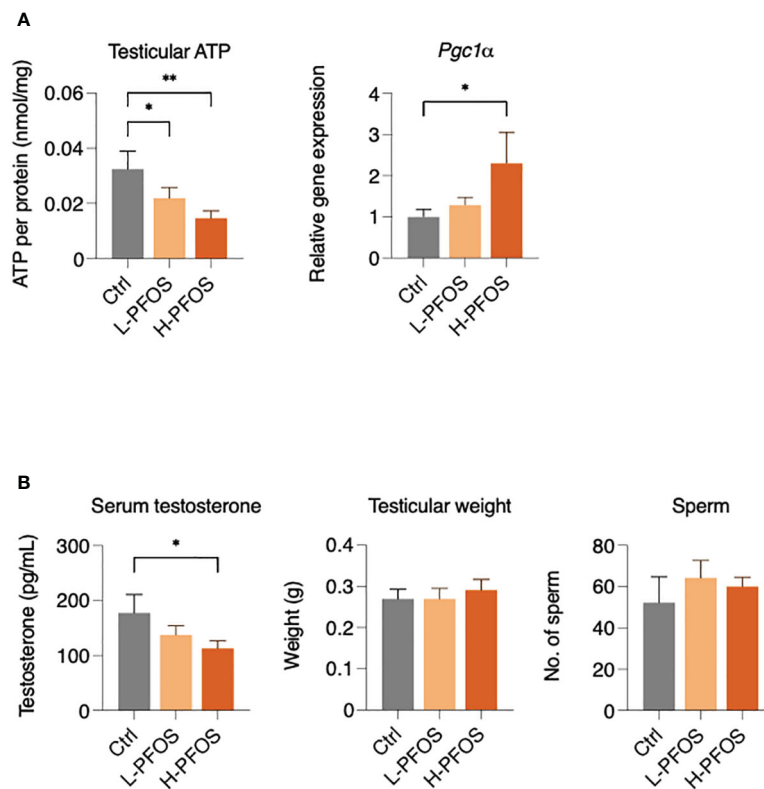 A
Testicular ATP
ATP per protein (nmol/mg)
0.06
0.04
0.02
0
**
*
Ctrl
L-PFOS
H-PFOS
Pgc1α
Relative gene expression
4
3
2
1
0
*
Ctrl
L-PFOS
H-PFOS
B
Serum testosterone
Testosterone (pg/mL)
300
200
100
0
*
Ctrl
L-PFOS
H-PFOS
Testicular weight
Weight (g)
0.4
0.3
0.2
0.1
0
Ctrl
L-PFOS
H-PFOS
Sperm
No. of sperm
80
60
40
20
0
Ctrl
L-PFOS
H-PFOS